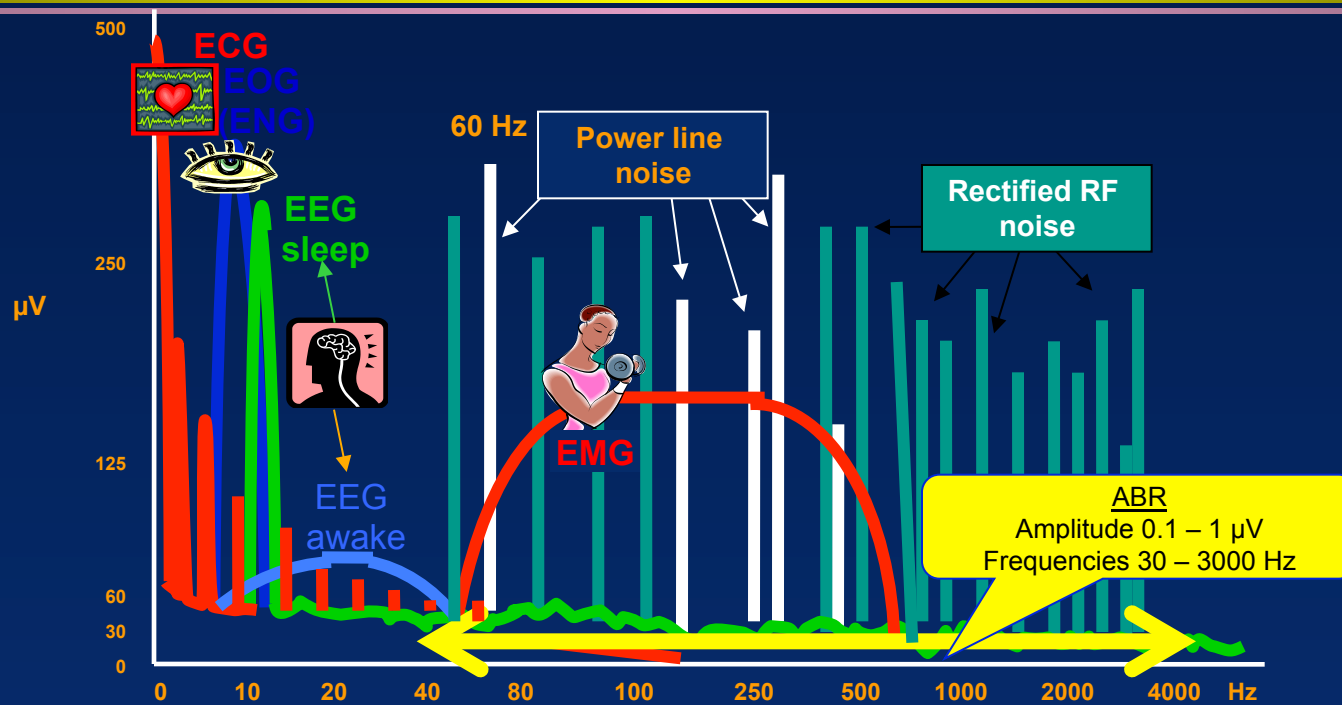 500
ECG
EOG
(ENG)
60 Hz
Power line
noise
Rectified RF
noise
EEG
sleep
250
µV
EMG
125
EEG
awake
ABR
Amplitude 0.1 – 1 µV
Frequencies 30 – 3000 Hz
60
30
0
0 10 20 40 80 100 250 500 1000 2000 4000 Hz